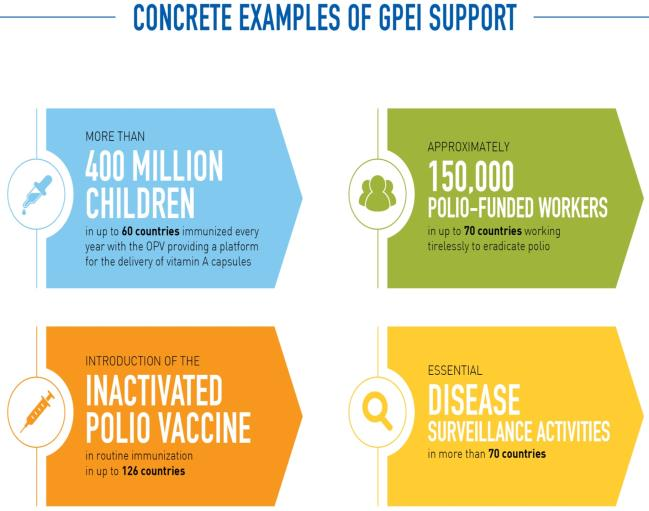 CONCRETE EXAMPLES OF GPEI SUPPORT
MORE THAN
400 MILLION
CHILDREN
in up to 60 countries immunized every
year with the OPV providing a platform
for the delivery of vitamin A capsules
APPROXIMATELY
150,000
POLIO-FUNDED WORKERS
in up to 70 countries working
tirelessly to eradicate polio
INTRODUCTION OF THE
INACTIVATED
POLIO VACCINE
in routine immunization
in up to 126 countries
ESSENTIAL
DISEASE
SURVEILLANCE ACTIVITIES
in more than 70 countries